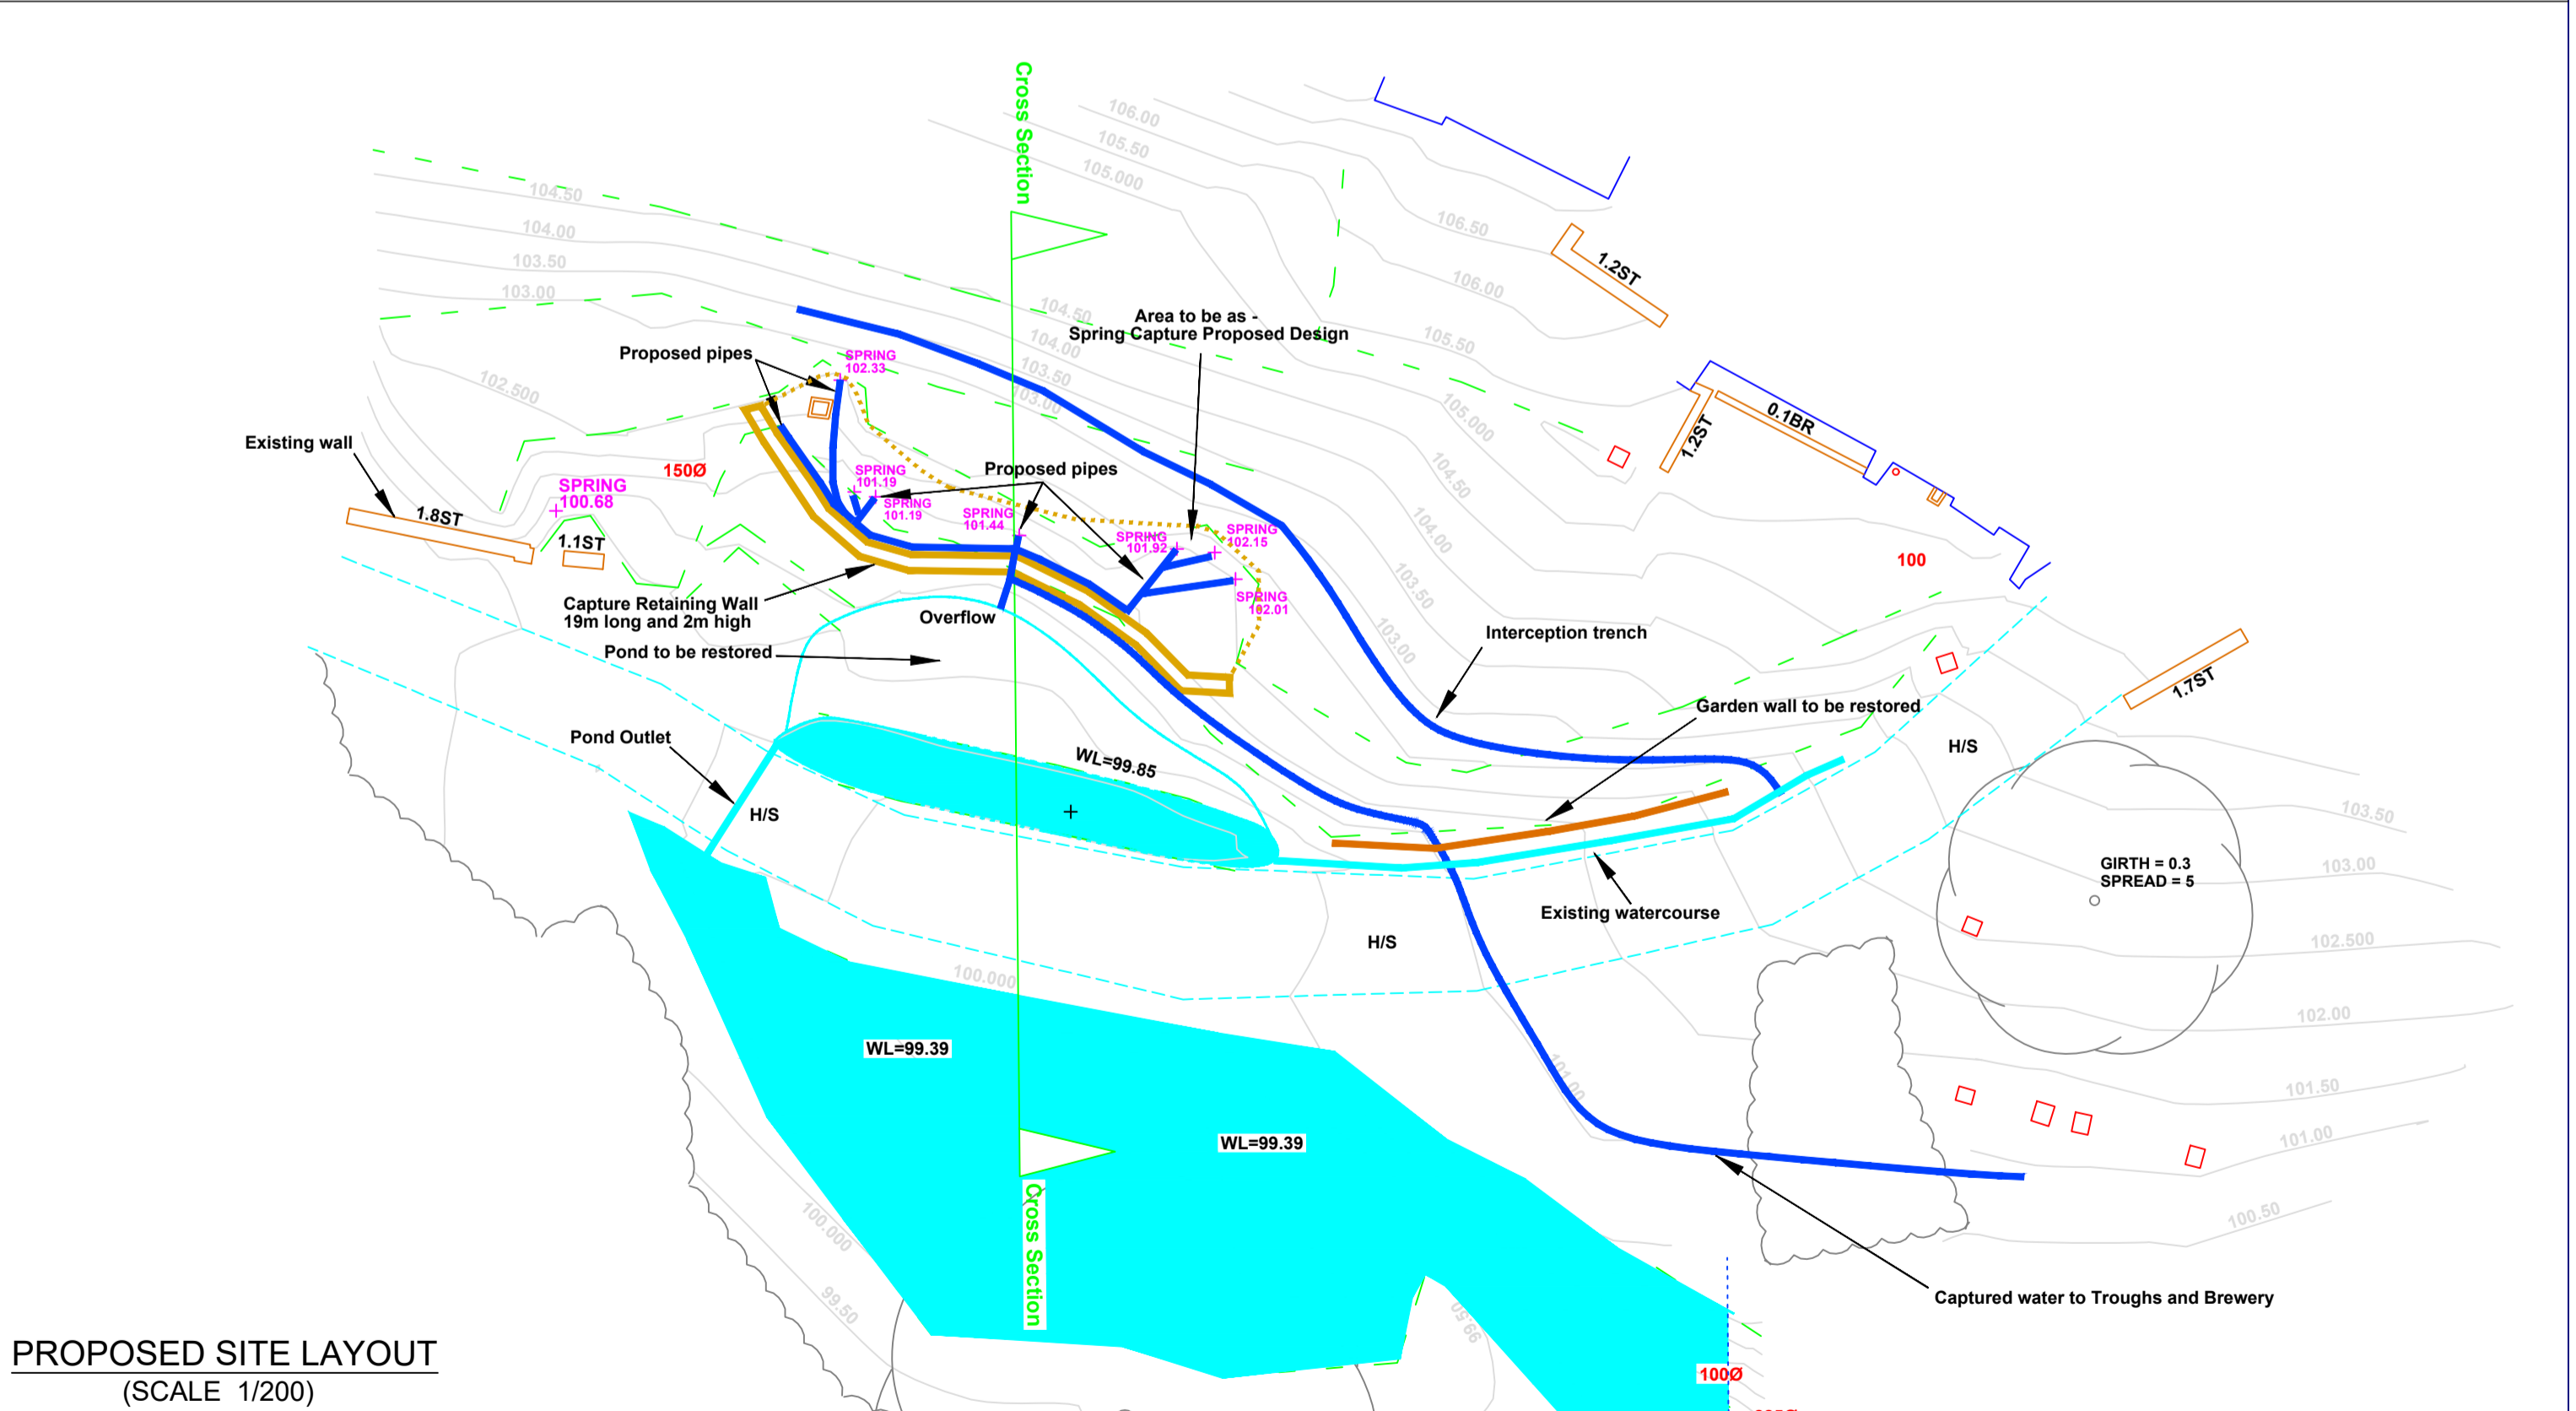 Cross Section
106.00
105.50
105.000
104.50
104.00
103.50
103.00
106.50
106.00
1.2ST
104.50
104.00
103.50
103.00
Area to be as -
Spring Capture Proposed Design
105.50
Proposed pipes
SPRING
102.33
102.500
105.000
0.1BR
1.2ST
Existing wall
150Ø
SPRING
101.19
Proposed pipes
104.50
SPRING
100.68
SPRING
101.19
SPRING
101.44
1.8ST
1.1ST
SPRING
101.92
SPRING
102.15
104.00
100
103.50
SPRING
102.01
Capture Retaining Wall
19m long and 2m high
Overflow
103.00
Interception trench
Pond to be restored
1.7ST
Garden wall to be restored
Pond Outlet
WL=99.85
H/S
H/S
103.50
GIRTH = 0.3
SPREAD = 5
103.00
Existing watercourse
H/S
102.500
100.000
102.00
WL=99.39
101.00
101.50
WL=99.39
101.00
Cross Section
100.000
100.50
99.50
99.50
Captured water to Troughs and Brewery
PROPOSED SITE LAYOUT
(SCALE 1/200)
100Ø